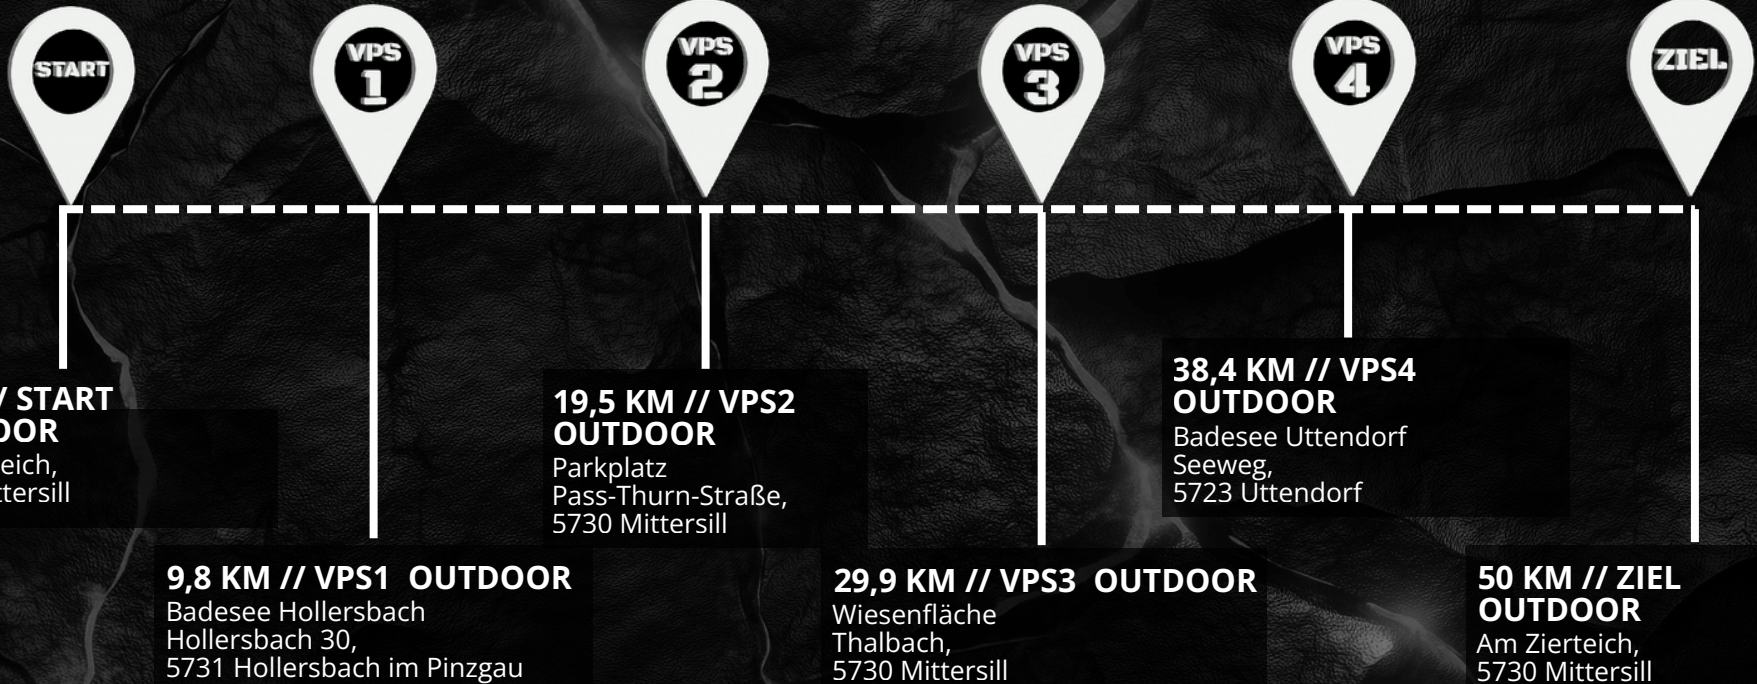 START
VPS
1
VPS
2
VPS
3
VPS
4
ZIEL
/ START
OOR
eich,
tersill
9,8 KM // VPS1 OUTDOOR
Badesee Hollersbach
Hollersbach 30,
5731 Hollersbach im Pinzgau
19,5 KM // VPS2
OUTDOOR
Parkplatz
Pass-Thurn-Straße,
5730 Mittersill
29,9 KM // VPS3 OUTDOOR
Wiesenfläche
Thalbach,
5730 Mittersill
38,4 KM // VPS4
OUTDOOR
Badesee Uttendorf
Seeweg,
5723 Uttendorf
50 KM // ZIEL
OUTDOOR
Am Zierteich,
5730 Mittersill